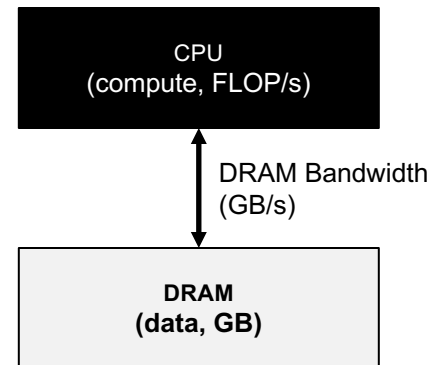 CPU
(compute, FLOP/s)
DRAM Bandwidth
(GB/s)
DRAM
(data, GB)